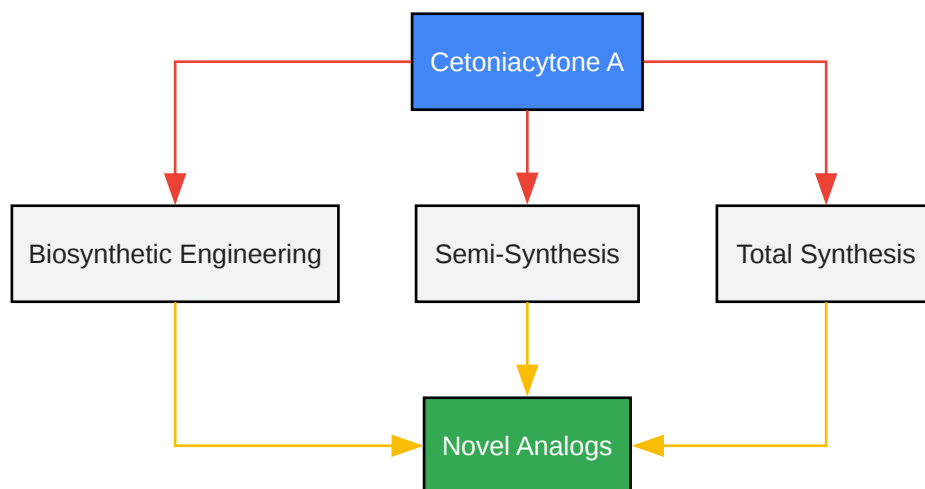 Cetoniacytone A
Biosynthetic Engineering
Semi-Synthesis
Total Synthesis
Novel Analogs